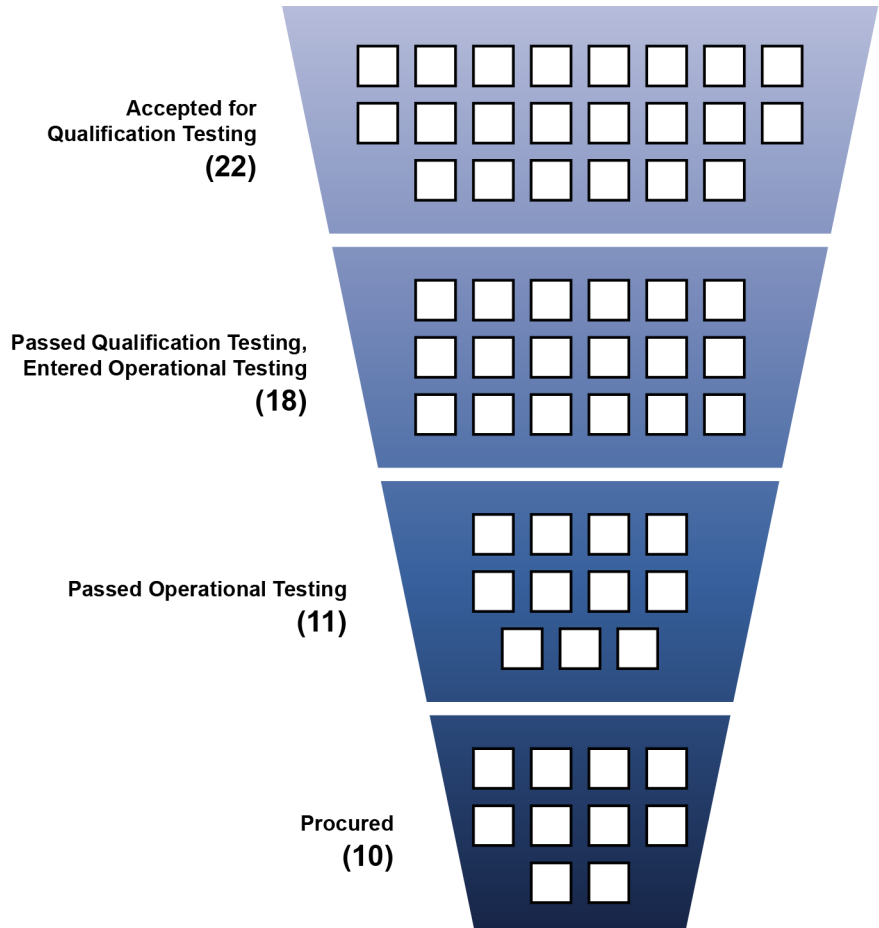 Accepted for
Qualification Testing
(22)
Passed Qualification Testing,
Entered Operational Testing
(18)
Passed Operational Testing
(11)
Procured
(10)